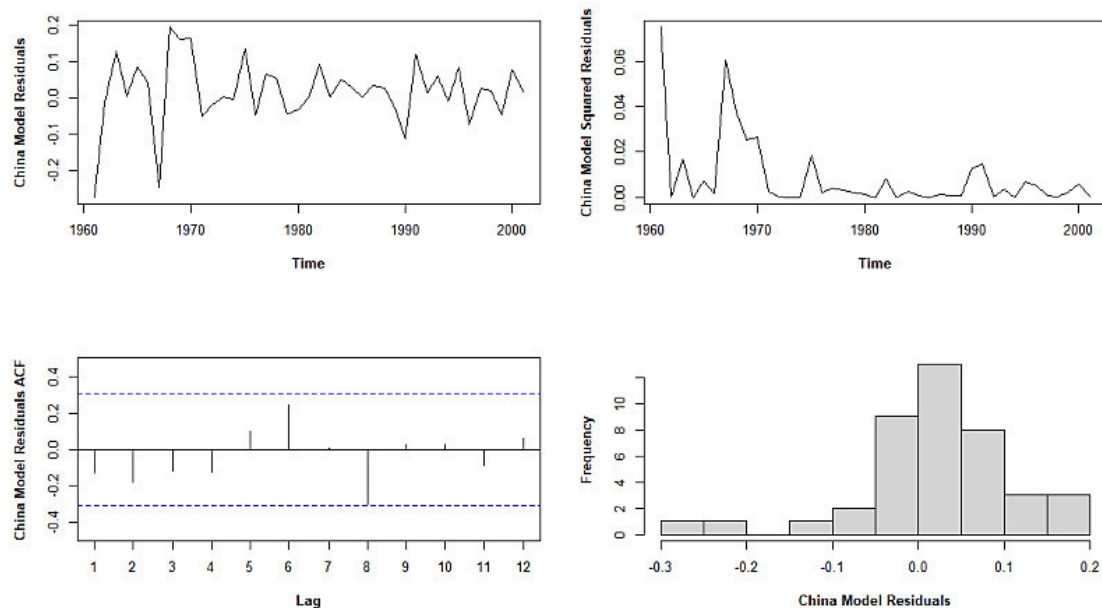 China Model Residuals
0.2
0.1
0.0
-0.1
-0.2
1960 1970 1980 1990 2000
Time
China Model Squared Residuals
0.06
0.04
0.02
0.00
1960 1970 1980 1990 2000
Time
China Model Residuals ACF
0.4
0.2
0.0
-0.2
-0.4
1 2 3 4 5 6 7 8 9 10 11 12
Lag
Frequency
10
8
6
4
2
0
-0.3 -0.2 -0.1 0.0 0.1 0.2
China Model Residuals